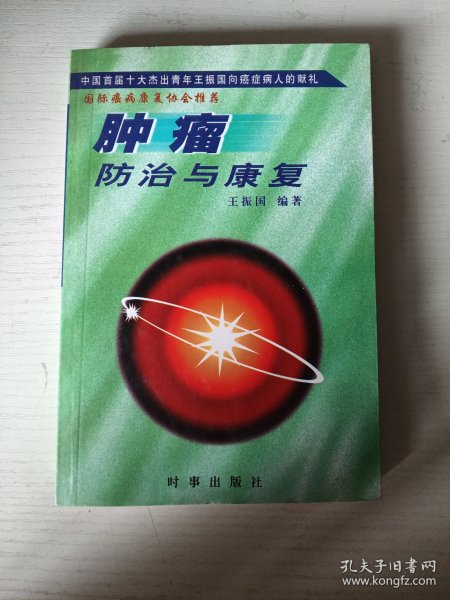 中国首届十大杰出青年王振国向癌症病人的献礼
国际癌病康复协会推荐
肿瘤
防治与康复
王振国 编著
时事出版社
孔夫子旧书网
www.kongfz.com